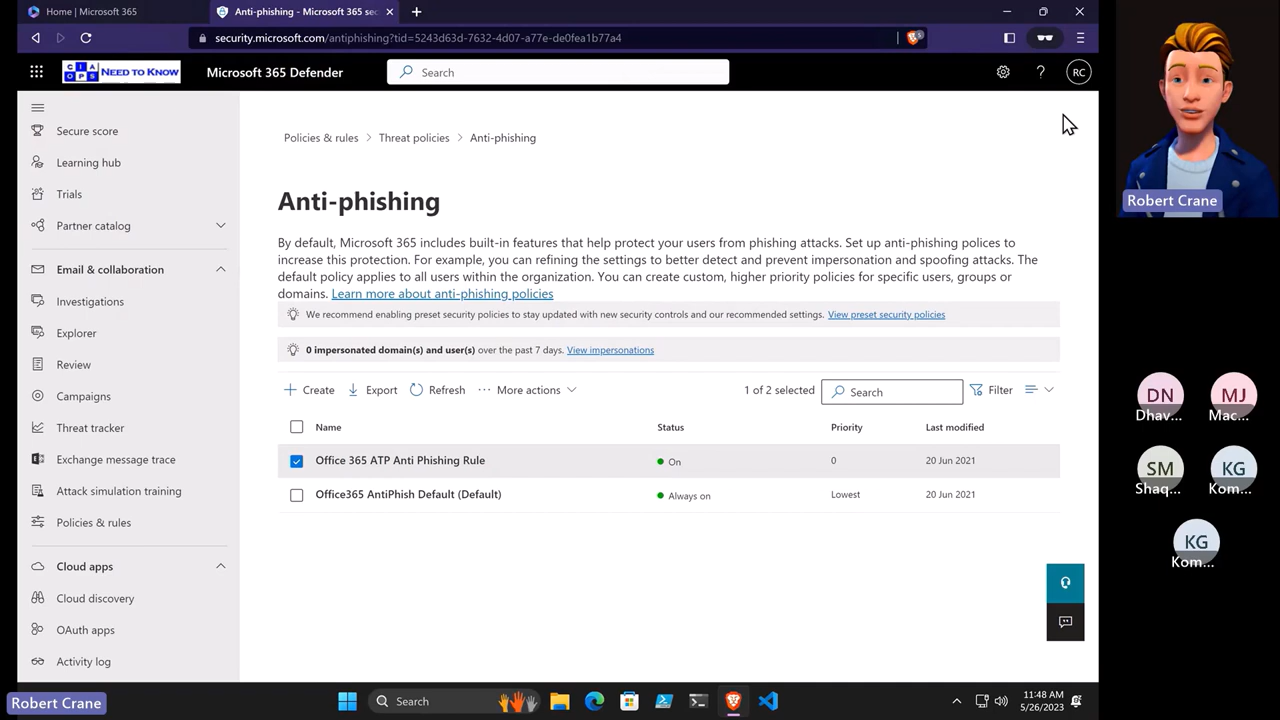 Home | Microsoft 365
Anti-phishing - Microsoft 365 sec
security.microsoft.com/antiphishing?tid=5243d63d-7632-4d07-a77e-de0fea1b77a4
5
CIA
OPS
NEED TO KNOW
Microsoft 365 Defender
Search
?
RC
Secure score
Learning hub
Trials
Partner catalog
Email & collaboration
Investigations
Explorer
Review
Campaigns
Threat tracker
Exchange message trace
Attack simulation training
Policies & rules
Cloud apps
Cloud discovery
OAuth apps
Activity log
Policies & rules > Threat policies > Anti-phishing
Anti-phishing
By default, Microsoft 365 includes built-in features that help protect your users from phishing attacks. Set up anti-phishing polices to
increase this protection. For example, you can refining the settings to better detect and prevent impersonation and spoofing attacks. The
default policy applies to all users within the organization. You can create custom, higher priority policies for specific users, groups or
domains. Learn more about anti-phishing policies
We recommend enabling preset security policies to stay updated with new security controls and our recommended settings. View preset security policies
0 impersonated domain(s) and user(s) over the past 7 days. View impersonations
Create Export Refresh More actions 1 of 2 selected Search Filter
Name Status Priority Last modified
Office 365 ATP Anti Phishing Rule On 0 20 Jun 2021
Office365 AntiPhish Default (Default) Always on Lowest 20 Jun 2021
Robert Crane
DN
Dhav...
MJ
Mac...
SM
Shaq...
KG
Kom...
KG
Kom...
Robert Crane
Search
11:48 AM
5/26/2023